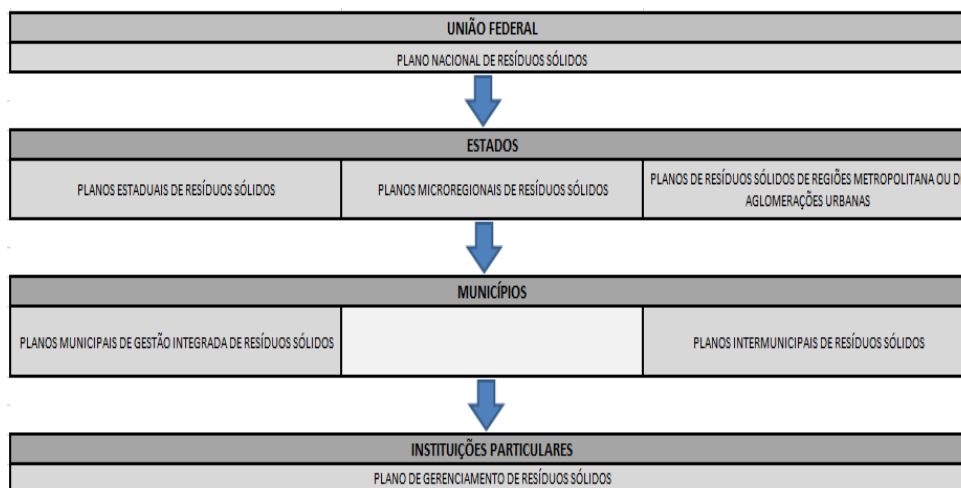 UNIÃO FEDERAL
PLANO NACIONAL DE RESÍDUOS SÓLIDOS
ESTADOS
PLANOS ESTADUAIS DE RESÍDUOS SÓLIDOS
PLANOS MICROREGIONAIS DE RESÍDUOS SÓLIDOS
PLANOS DE RESÍDUOS SÓLIDOS DE REGIÕES METROPOLITANA OU D
AGLOMERAÇÕES URBANAS
MUNICÍPIOS
PLANOS MUNICIPAIS DE GESTÃO INTEGRADA DE RESÍDUOS SÓLIDOS
PLANOS INTERMUNICIPAIS DE RESÍDUOS SÓLIDOS
INSTITUIÇÕES PARTICULARES
PLANO DE GERENCIAMENTO DE RESÍDUOS SÓLIDOS